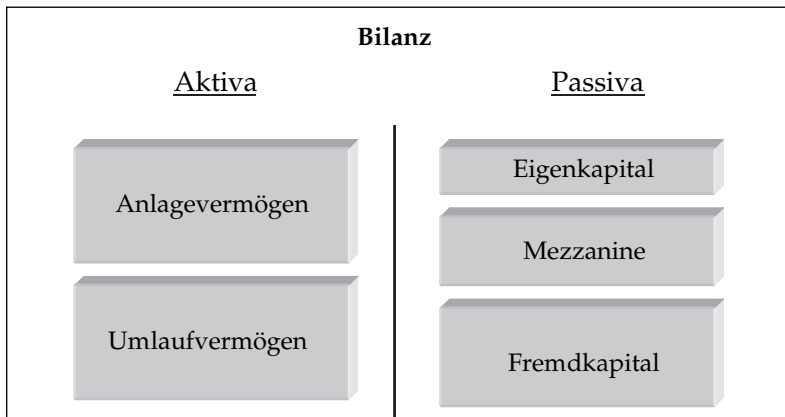 Bilanz
Aktiva
Passiva
Anlagevermögen
Umlaufvermögen
Eigenkapital
Mezzanine
Fremdkapital